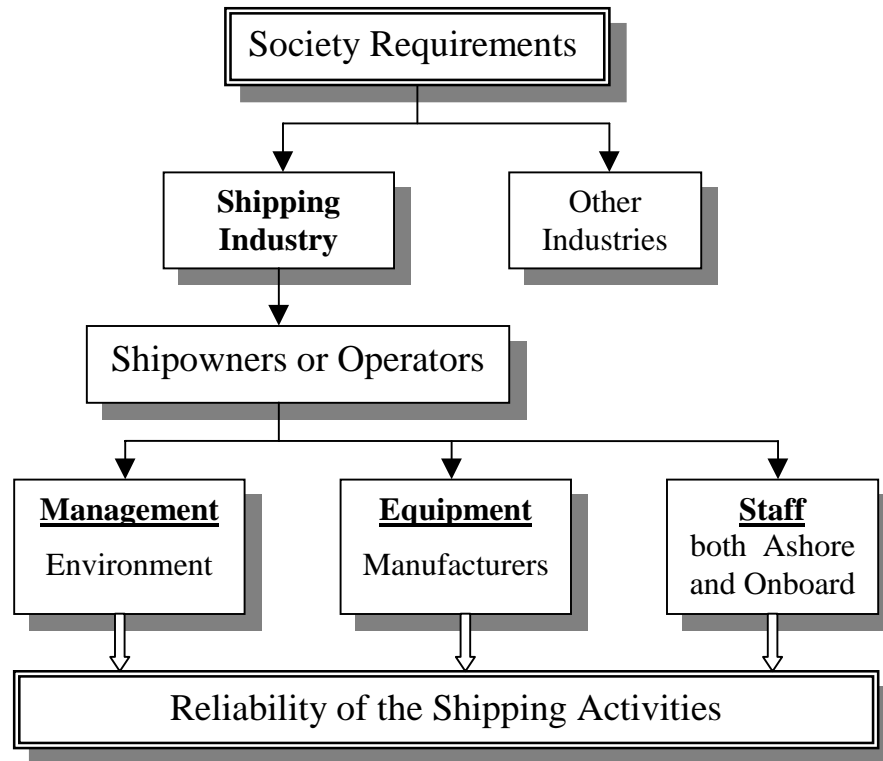 Society Requirements
Shipping
Industry
Other
Industries
Shipowners or Operators
Management
Environment
Equipment
Manufacturers
Staff
both Ashore
and Onboard
Reliability of the Shipping Activities